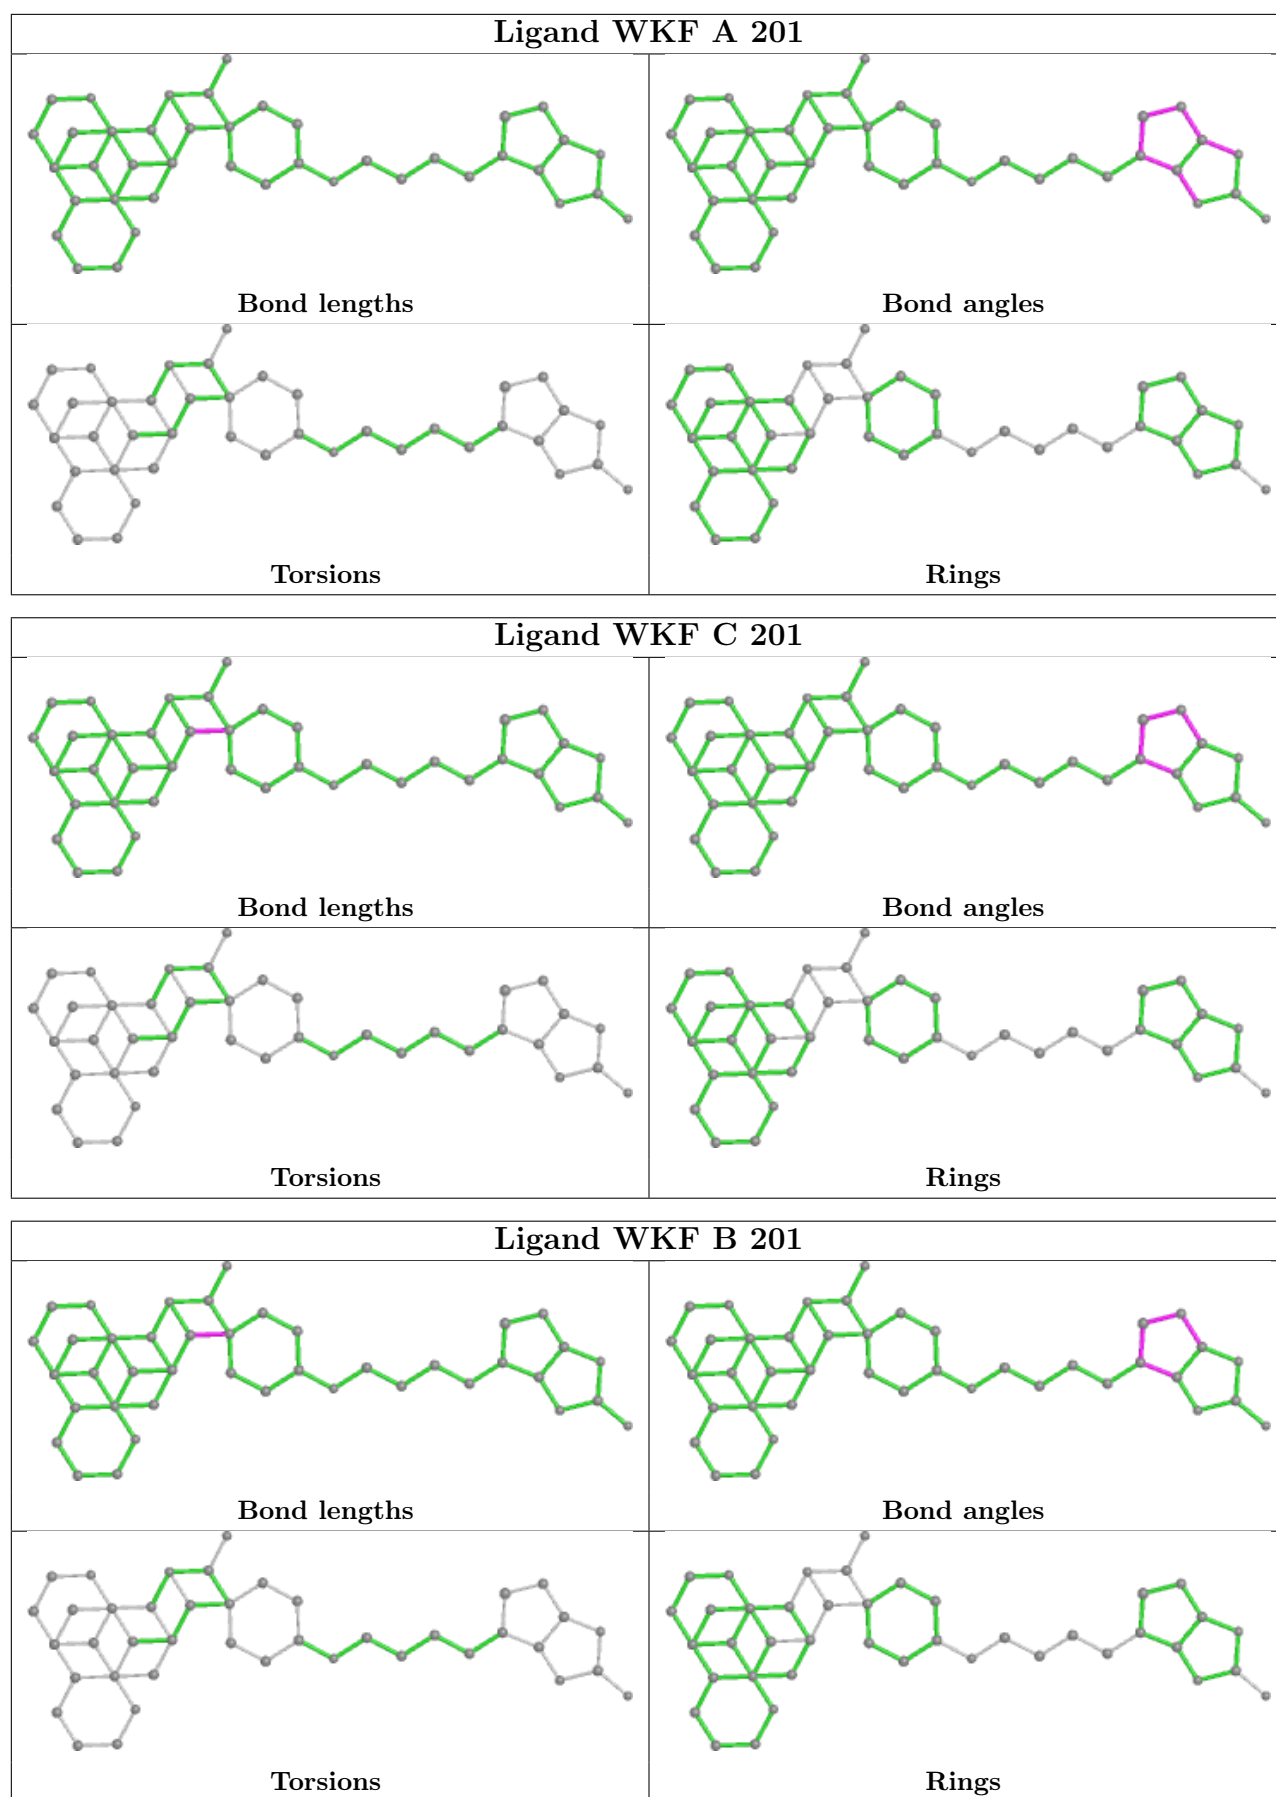 Ligand WKF A 201
Bond lengths
Bond angles
Torsions
Rings
Ligand WKF C 201
Bond lengths
Bond angles
Torsions
Rings
Ligand WKF B 201
Bond lengths
Bond angles
Torsions
Rings